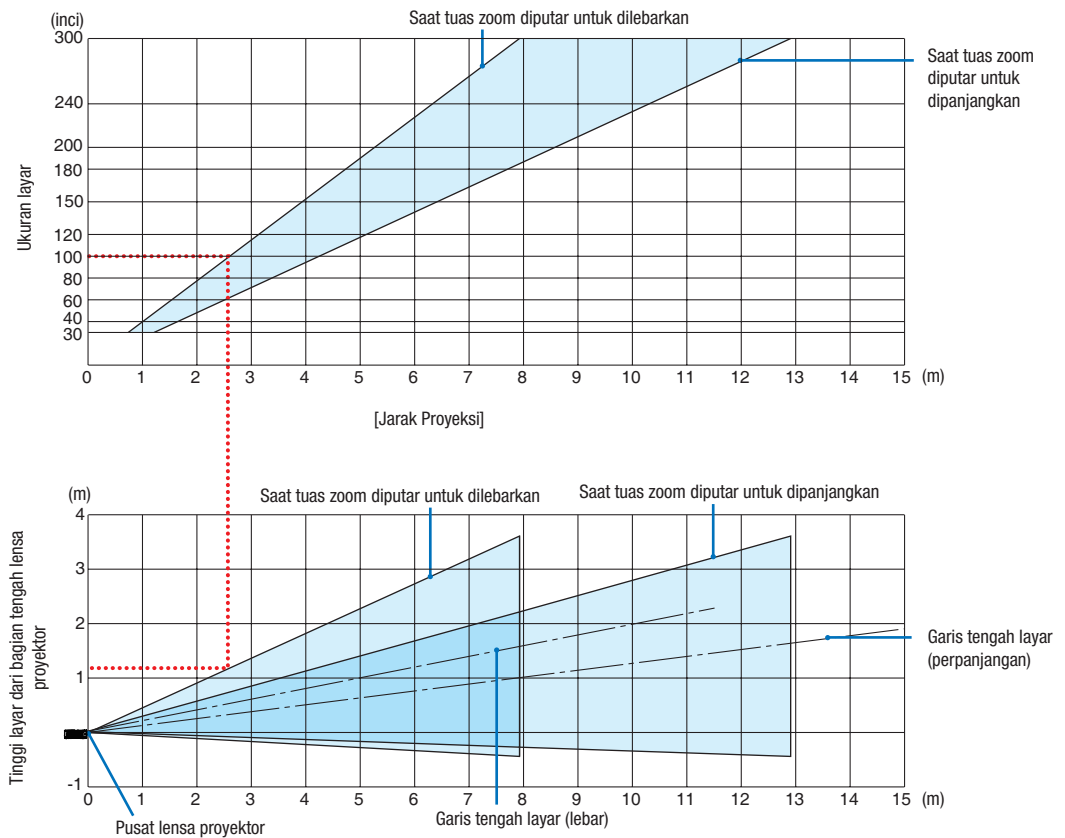 (inci)
Saat tuas zoom diputar untuk dilebarkan
Saat tuas zoom
diputar untuk
dipanjangkan
Ukuran layar
300
240
200
180
150
120
100
80
60
40
30
0 1 2 3 4 5 6 7 8 9 10 11 12 13 14 15 (m)
[Jarak Proyeksi]
(m)
Saat tuas zoom diputar untuk dilebarkan
Saat tuas zoom diputar untuk dipanjangkan
Tinggi layar dari bagian tengah lensa
proyektor
4
3
2
1
-1
Garis tengah layar
(perpanjangan)
0 1 2 3 4 5 6 7 8 9 10 11 12 13 14 15 (m)
Garis tengah layar (lebar)
Pusat lensa proyektor